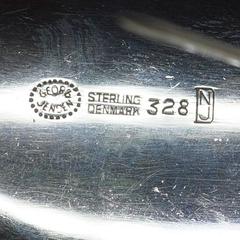 GEORG
JENSEN
STERLING
DENMARK
328
NJ